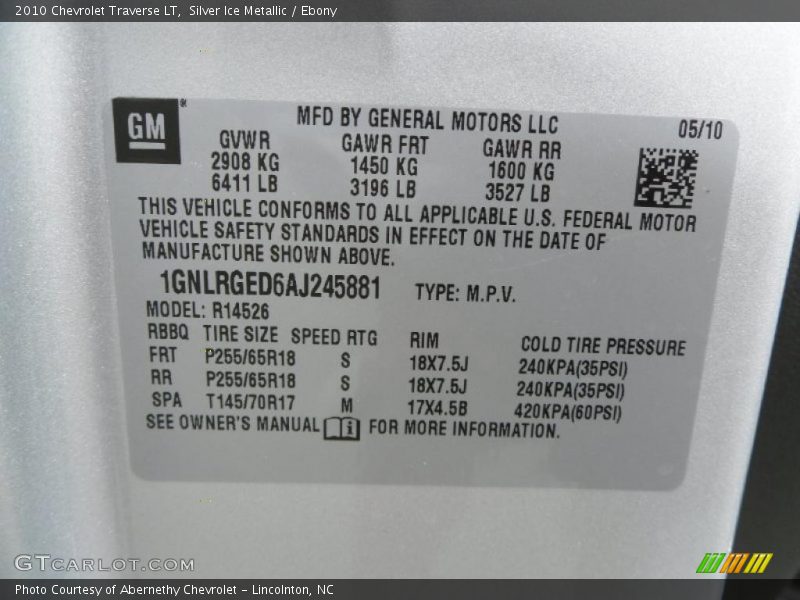 2010 Chevrolet Traverse LT, Silver Ice Metallic / Ebony
GM®
MFD BY GENERAL MOTORS LLC 05/10
GVWR GAWR FRT GAWR RR
2908 KG 1450 KG 1600 KG
6411 LB 3196 LB 3527 LB
THIS VEHICLE CONFORMS TO ALL APPLICABLE U.S. FEDERAL MOTOR
VEHICLE SAFETY STANDARDS IN EFFECT ON THE DATE OF
MANUFACTURE SHOWN ABOVE.
1GNLRGED6AJ245881 TYPE: M.P.V.
MODEL: R14526
RBBQ TIRE SIZE SPEED RTG RIM COLD TIRE PRESSURE
FRT P255/65R18 S 18X7.5J 240KPA(35PSI)
RR P255/65R18 S 18X7.5J 240KPA(35PSI)
SPA T145/70R17 M 17X4.5B 420KPA(60PSI)
SEE OWNER'S MANUAL i FOR MORE INFORMATION.
GTCARLOT.COM
Photo Courtesy of Abernethy Chevrolet – Lincolnton, NC